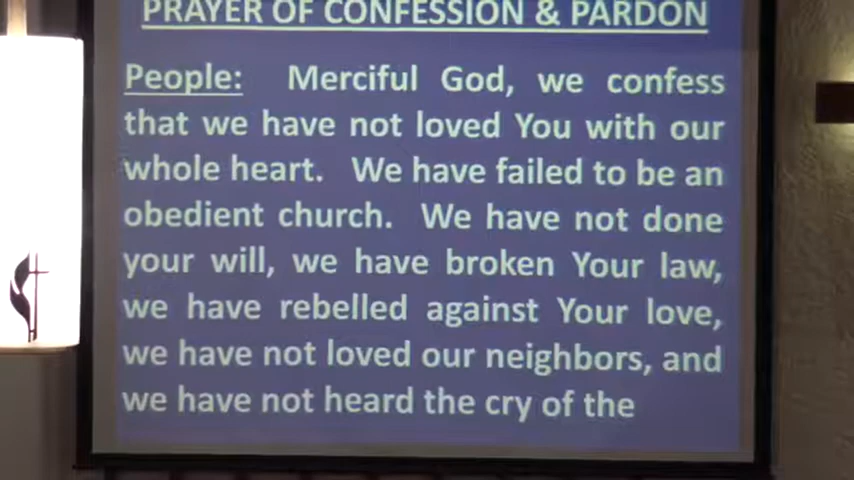 PRAYER OF CONFESSION & PARDON
People: Merciful God, we confess
that we have not loved You with our
whole heart. We have failed to be an
obedient church. We have not done
your will, we have broken Your law,
we have rebelled against Your love,
we have not loved our neighbors, and
we have not heard the cry of the